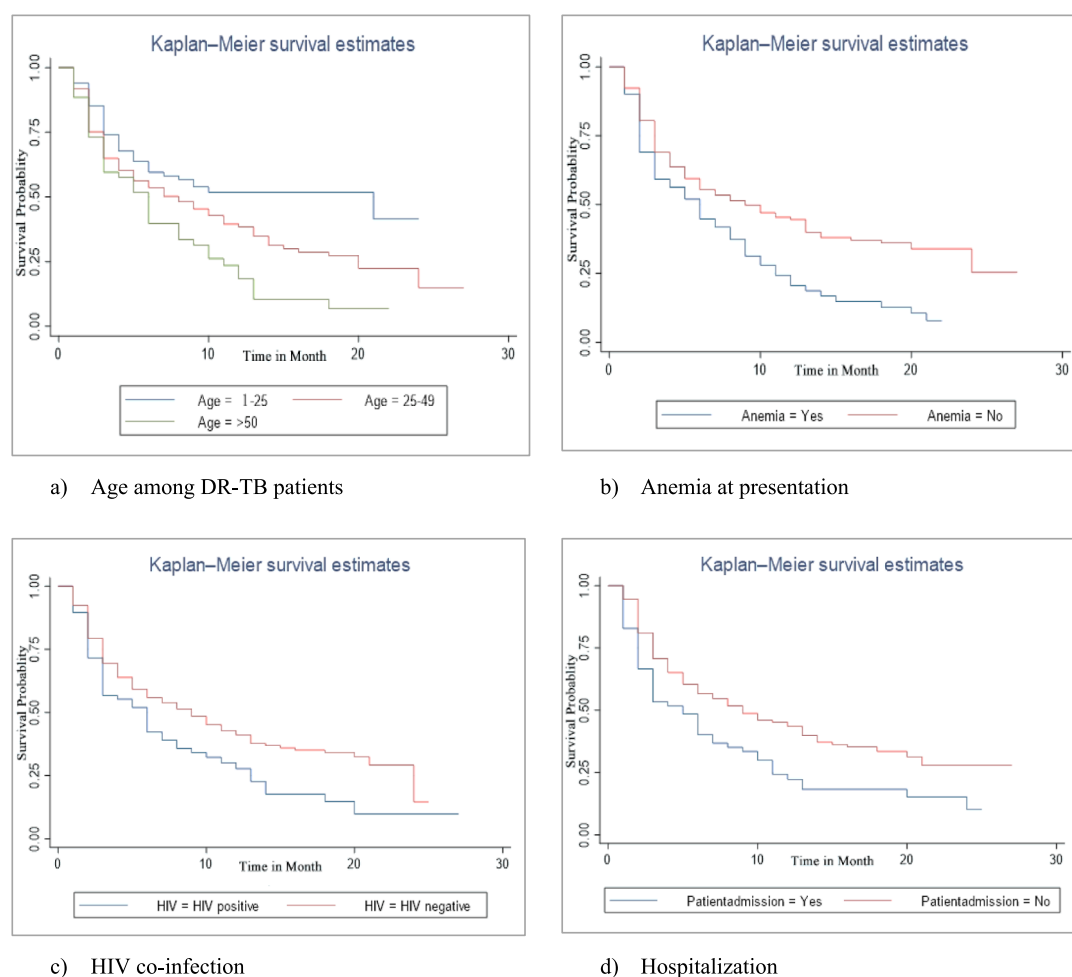 Kaplan–Meier survival estimates
Survival Probablity
1.00
0.75
0.50
0.25
0.00
0 10 20 30
Time in Month
Age = 1-25 Age = 25-49
Age = >50
a) Age among DR-TB patients
Kaplan–Meier survival estimates
Survival Probablity
1.00
0.75
0.50
0.25
0.00
0 10 20 30
Time in Month
Anemia = Yes Anemia = No
b) Anemia at presentation
Kaplan–Meier survival estimates
Survival Probablity
1.00
0.75
0.50
0.25
0.00
0 10 20 30
Time in Month
HIV = HIV positive HIV = HIV negative
c) HIV co-infection
Kaplan–Meier survival estimates
Survival Probablity
1.00
0.75
0.50
0.25
0.00
0 10 20 30
Time in Month
Patientadmission = Yes Patientadmission = No
d) Hospitalization